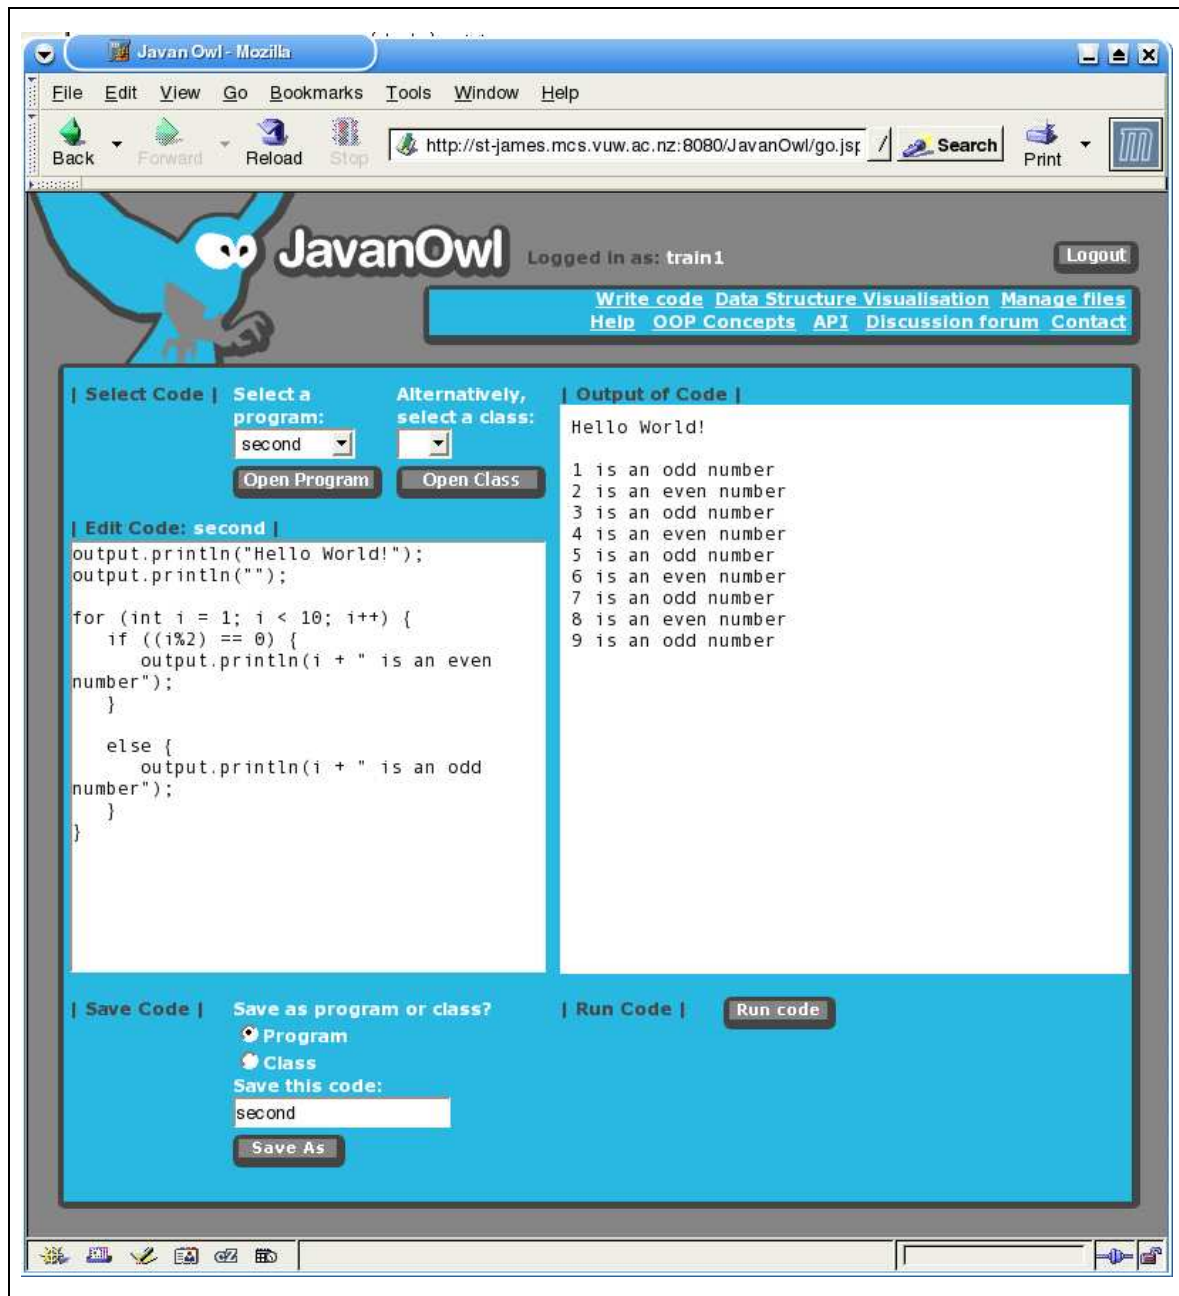 Javan Owl - Mozilla
File Edit View Go Bookmarks Tools Window Help
Back Forward Reload Stop http://st-james.mcs.vuw.ac.nz:8080/JavanOwl/go.jsp Search Print
JavanOwl Logged in as: train1 Logout
Write code Data Structure Visualisation Manage files
Help OOP Concepts API Discussion forum Contact
| Select Code | Select a program:
second
Open Program
Alternatively, select a class:
Open Class
| Edit Code: second |
output.println("Hello World!");
output.println("");
for (int i = 1; i < 10; i++) {
if ((i%2) == 0) {
output.println(i + " is an even
number");
}
else {
output.println(i + " is an odd
number");
}
}
| Output of Code |
Hello World!
1 is an odd number
2 is an even number
3 is an odd number
4 is an even number
5 is an odd number
6 is an even number
7 is an odd number
8 is an even number
9 is an odd number
| Save Code | Save as program or class?
Program
Class
Save this code:
second
Save As
| Run Code | Run code